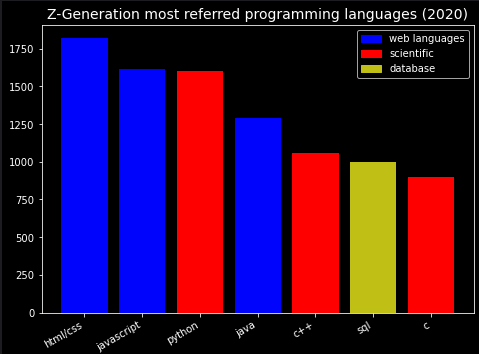 Z-Generation most referred programming languages (2020)
web languages
scientific
database
1750
1500
1250
1000
750
500
250
0
html/css
javascript
python
java
c++
sql
c